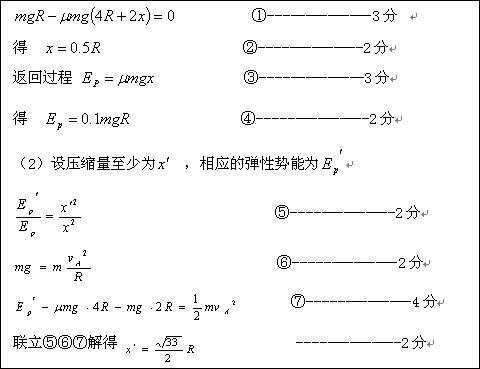 mgR－μmg(4R＋2x)＝0 ①-------------3分
得 x＝0.5R ②-------------2分
返回过程 E_P＝μmgx ③-------------3分
得 E_P＝0.1mgR ④-------------2分
（2）设压缩量至少为x′ ，相应的弹性势能为E_P′
E_p′/E_p＝x′²/x² ⑤-------------2分
mg＝m v_A²/R ⑥-------------2分
E_p′－μmg·4R－mg·2R＝1/2 mv_A² ⑦-------------4分
联立⑤⑥⑦解得 x′＝√33/2 R -------------2分